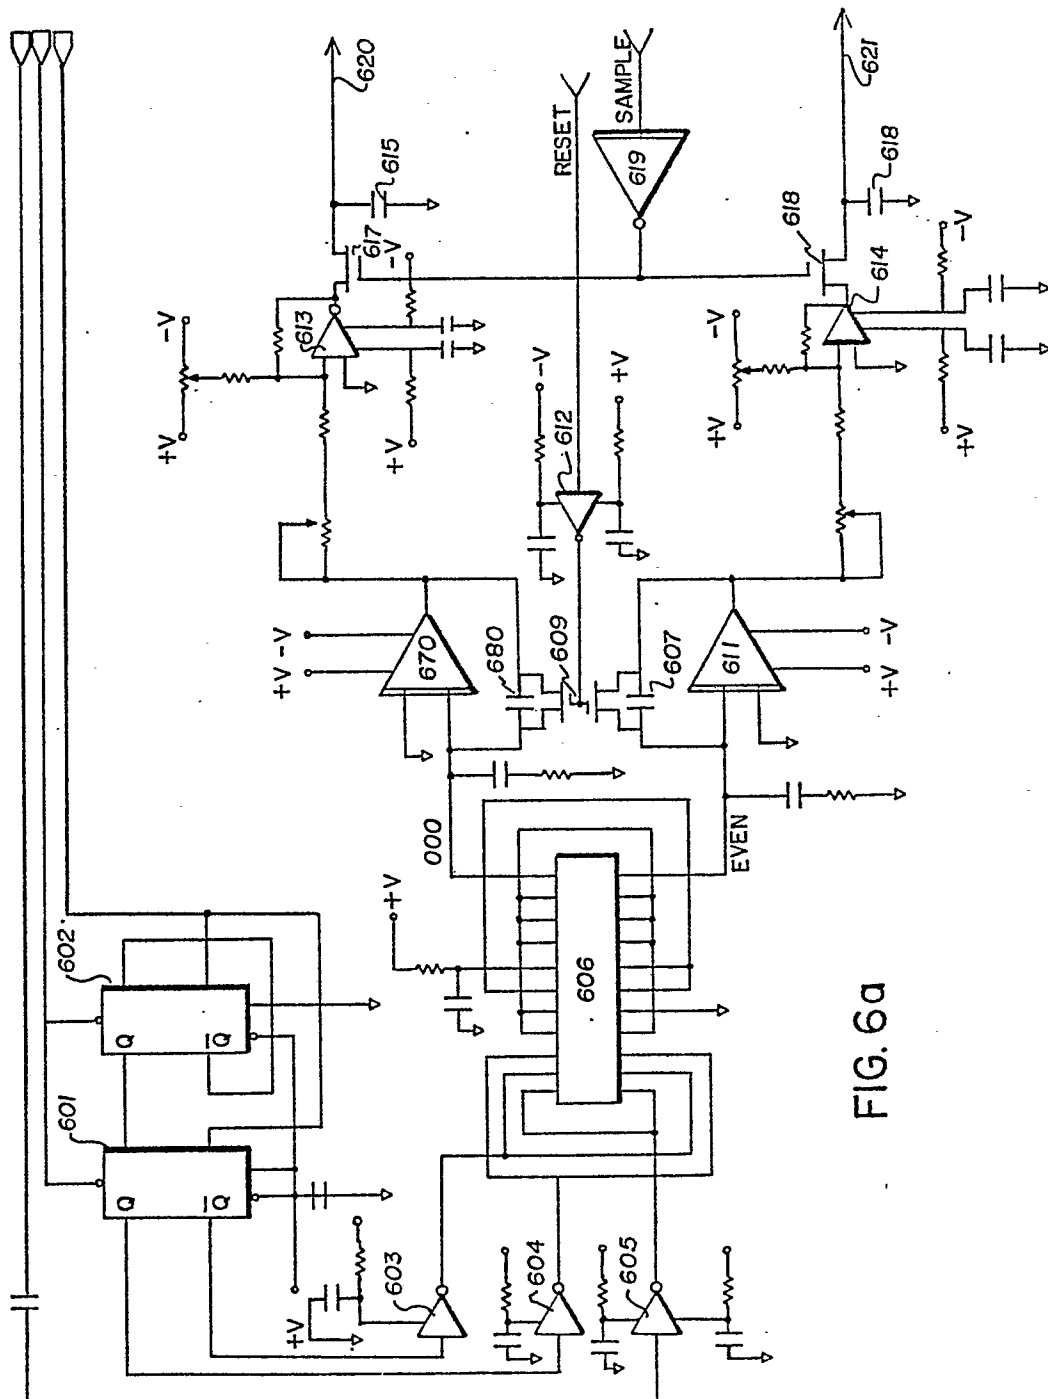 620
615
617
-V
-V
613
+V
+V
RESET
SAMPLE
619
621
618
618
-V
614
-V
+V
+V
-V
612
+V
670
680
609
607
611
-V
+V
-V
+V
000
EVEN
+V
606
602.
Q
Q
601
Q
Q
+V
603
604
605
FIG. 6a